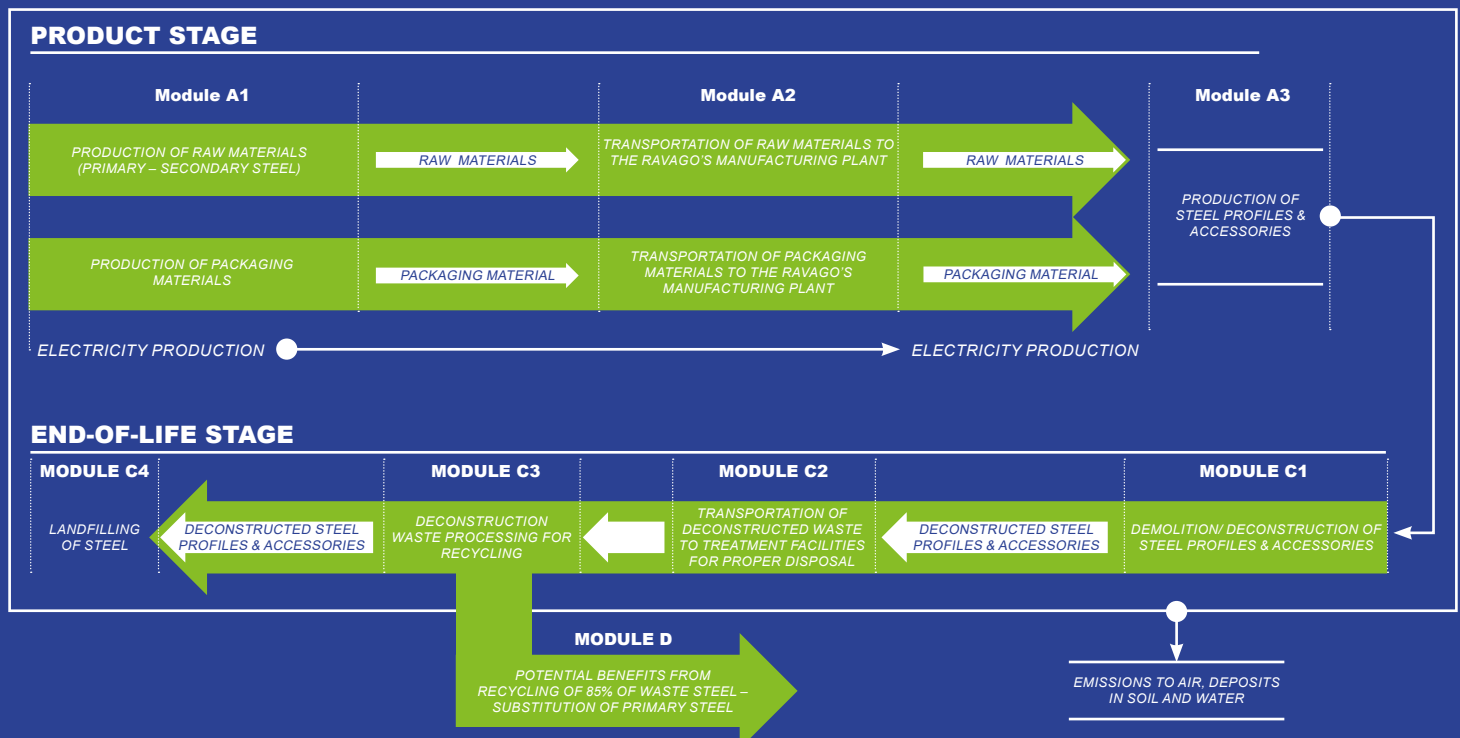 PRODUCT STAGE
Module A1
Module A2
Module A3
PRODUCTION OF RAW MATERIALS
(PRIMARY – SECONDARY STEEL)
RAW MATERIALS
TRANSPORTATION OF RAW MATERIALS TO
THE RAVAGO'S MANUFACTURING PLANT
RAW MATERIALS
PRODUCTION OF
STEEL PROFILES &
ACCESSORIES
PRODUCTION OF PACKAGING
MATERIALS
PACKAGING MATERIAL
TRANSPORTATION OF PACKAGING
MATERIALS TO THE RAVAGO'S
MANUFACTURING PLANT
PACKAGING MATERIAL
ELECTRICITY PRODUCTION
ELECTRICITY PRODUCTION
END-OF-LIFE STAGE
MODULE C4
MODULE C3
MODULE C2
MODULE C1
LANDFILLING
OF STEEL
DECONSTRUCTED STEEL
PROFILES & ACCESSORIES
DECONSTRUCTION
WASTE PROCESSING FOR
RECYCLING
TRANSPORTATION OF
DECONSTRUCTED WASTE
TO TREATMENT FACILITIES
FOR PROPER DISPOSAL
DECONSTRUCTED STEEL
PROFILES & ACCESSORIES
DEMOLITION/ DECONSTRUCTION OF
STEEL PROFILES & ACCESSORIES
MODULE D
POTENTIAL BENEFITS FROM
RECYCLING OF 85% OF WASTE STEEL –
SUBSTITUTION OF PRIMARY STEEL
EMISSIONS TO AIR, DEPOSITS
IN SOIL AND WATER